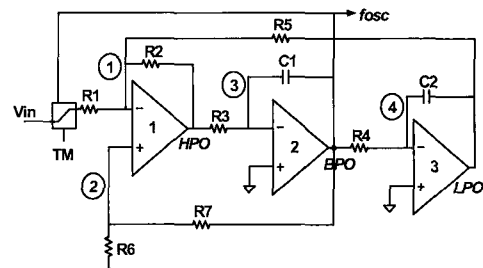 fosc
R5
1
R2
3
C1
Vin
R1
−
1
+
HPO
R3
−
2
+
BPO
4
C2
R4
−
3
+
LPO
TM
2
R7
R6